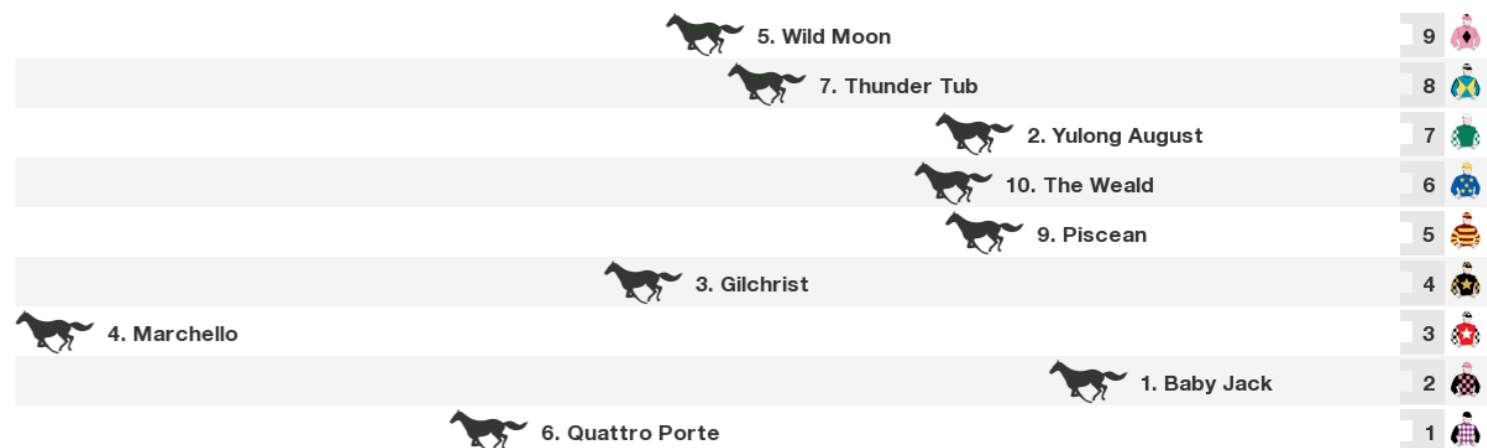 5. Wild Moon 9
7. Thunder Tub 8
2. Yulong August 7
10. The Weald 6
9. Piscean 5
3. Gilchrist 4
4. Marchello 3
1. Baby Jack 2
6. Quattro Porte 1